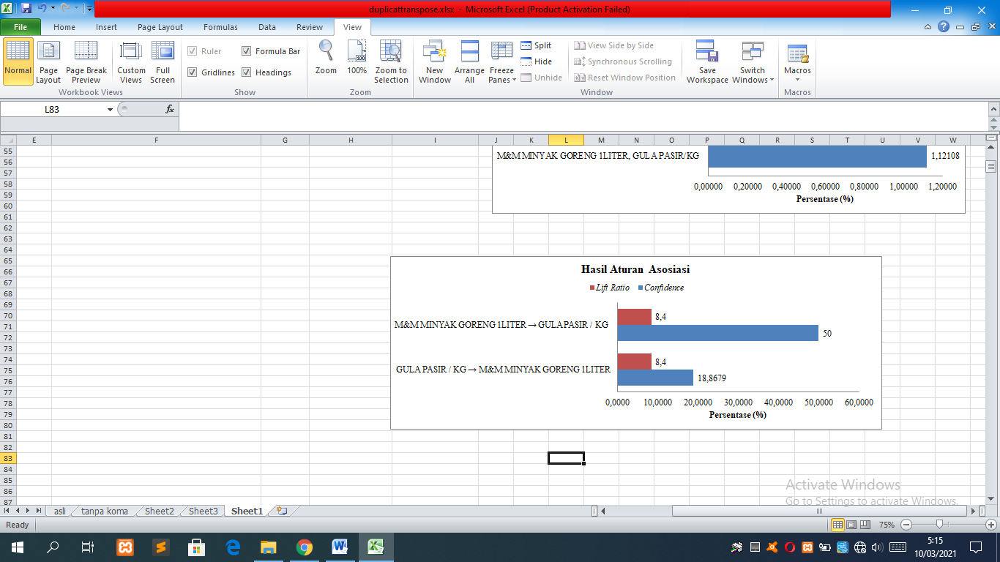 duplicattranspose.xlsx - Microsoft Excel (Product Activation Failed)
File Home Insert Page Layout Formulas Data Review View
Normal Page Layout Page Break Preview Custom Views Full Screen
Workbook Views
Ruler Formula Bar
Gridlines Headings
Show
Zoom 100% Zoom to Selection
Zoom
New Window Arrange All Freeze Panes
Split View Side by Side
Hide Synchronous Scrolling
Unhide Reset Window Position
Window
Save Workspace Switch Windows
Macros
Macros
L83 fx
E F G H I J K L M N O P Q R S T U V W
55
56
57
58
59
60
61
62
63
64
65
66
67
68
69
70
71
72
73
74
75
76
77
78
79
80
81
82
83
84
85
86
87
M&M MINYAK GORENG 1LITER, GULA PASIR/KG 1,12108
0,00000 0,20000 0,40000 0,60000 0,80000 1,00000 1,20000
Persentase (%)
Hasil Aturan Asosiasi
Lift Ratio Confidence
8,4
M&M MINYAK GORENG 1LITER → GULA PASIR / KG
50
8,4
GULA PASIR / KG → M&M MINYAK GORENG 1LITER
18,8679
0,0000 10,0000 20,0000 30,0000 40,0000 50,0000 60,0000
Persentase (%)
Activate Windows
Go to Settings to activate Windows.
asli tanpa koma Sheet2 Sheet3 Sheet1
Ready 75%
5:15
10/03/2021